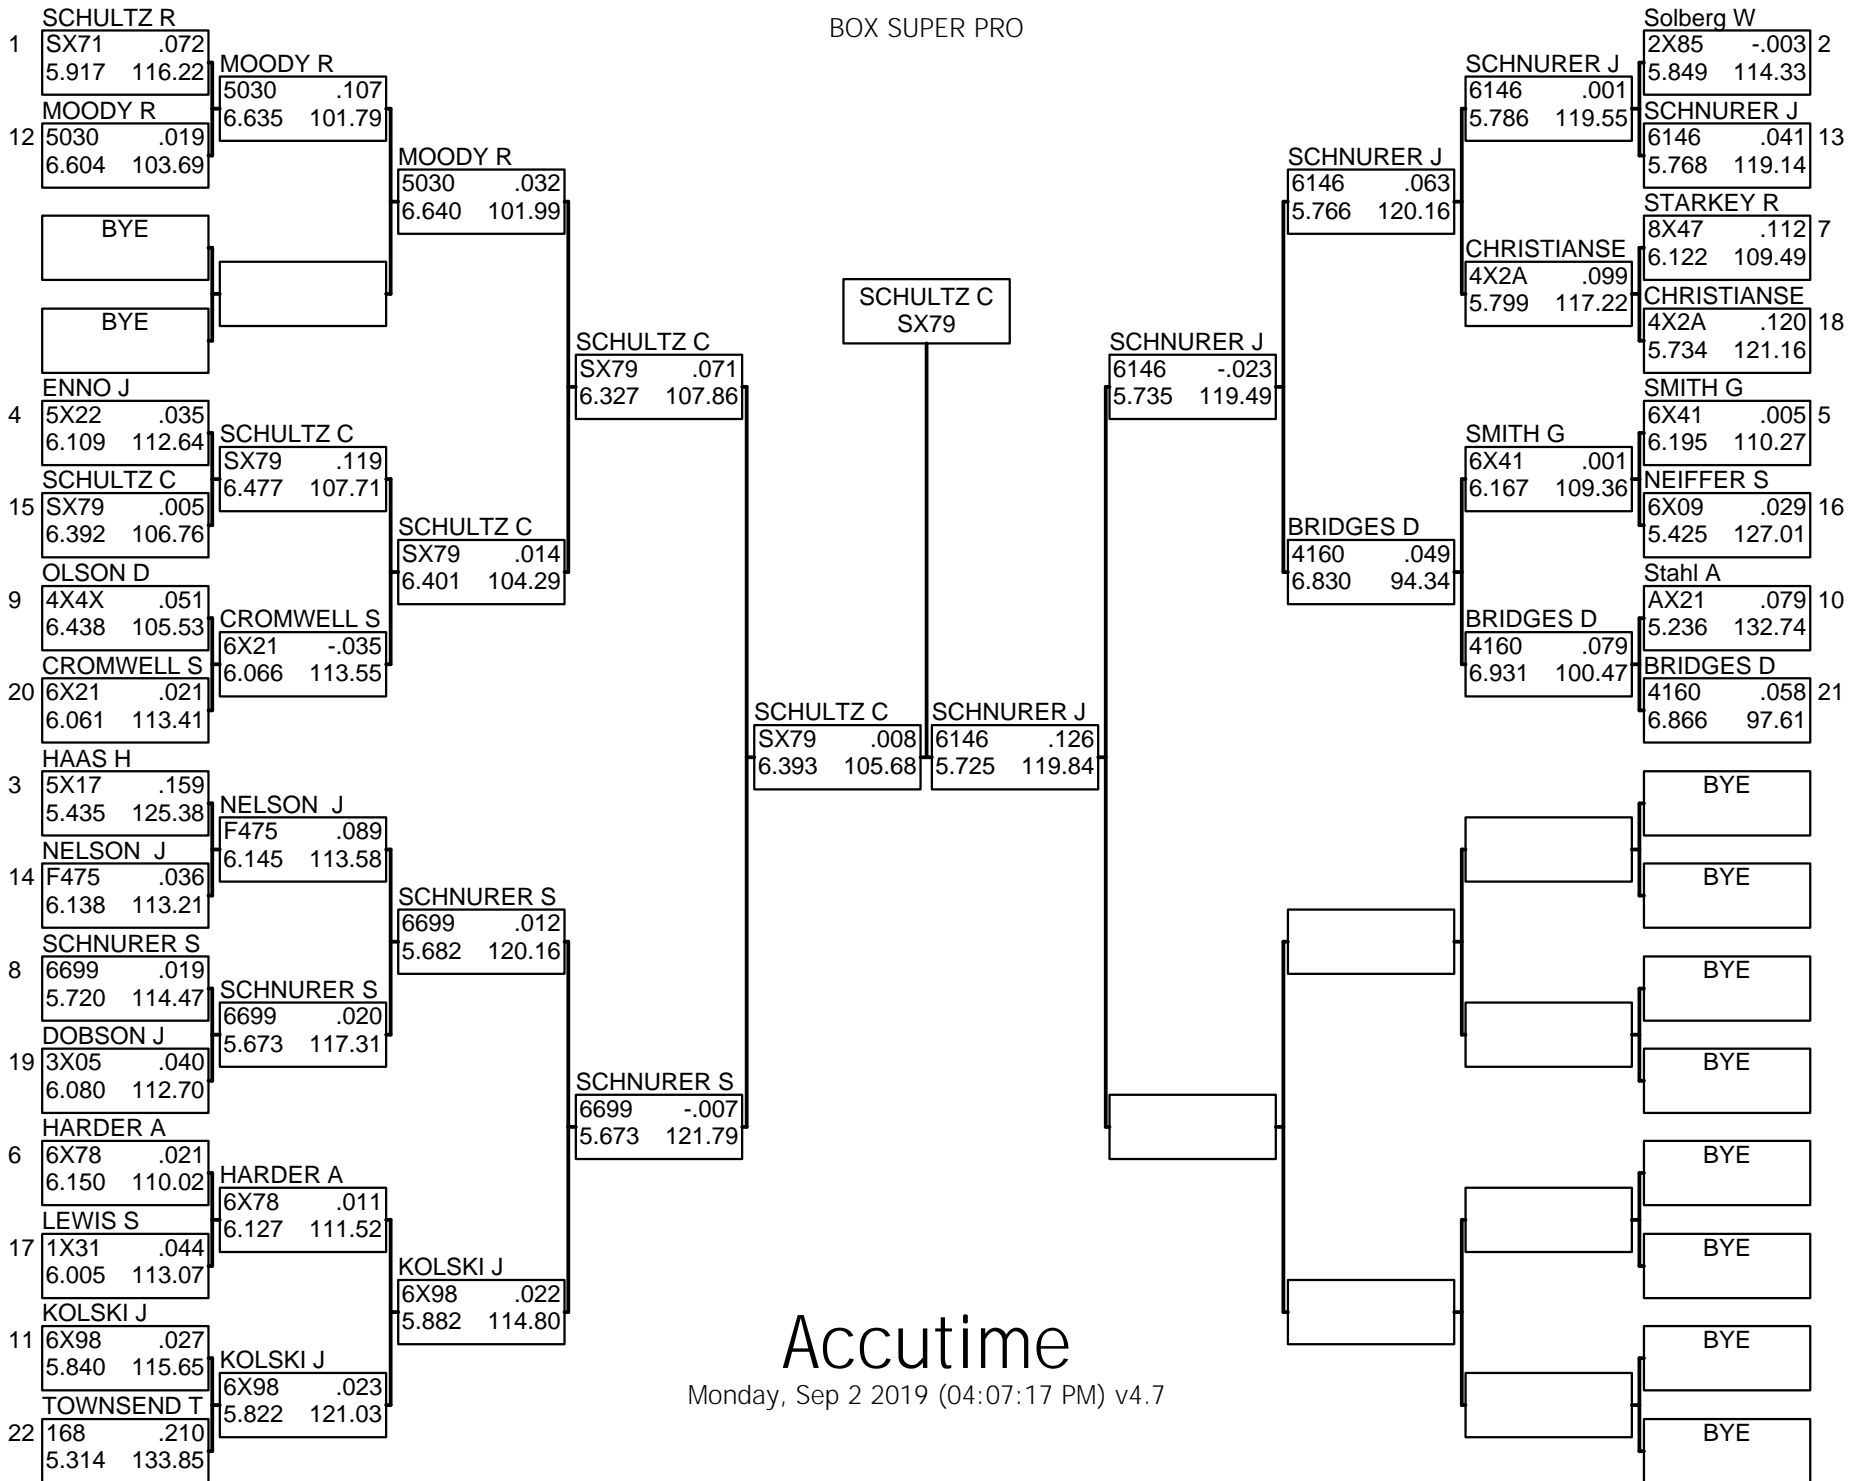 BOX SUPER PRO
SCHULTZ R
1 SX71 .072
5.917 116.22
MOODY R
12 5030 .019
6.604 103.69
BYE
BYE
ENNO J
4 5X22 .035
6.109 112.64
SCHULTZ C
15 SX79 .005
6.392 106.76
OLSON D
9 4X4X .051
6.438 105.53
CROMWELL S
20 6X21 .021
6.061 113.41
HAAS H
3 5X17 .159
5.435 125.38
NELSON J
14 F475 .036
6.138 113.21
SCHNURER S
8 6699 .019
5.720 114.47
DOBSON J
19 3X05 .040
6.080 112.70
HARDER A
6 6X78 .021
6.150 110.02
LEWIS S
17 1X31 .044
6.005 113.07
KOLSKI J
11 6X98 .027
5.840 115.65
TOWNSEND T
22 168 .210
5.314 133.85
MOODY R
5030 .107
6.635 101.79
SCHULTZ C
SX79 .119
6.477 107.71
CROMWELL S
6X21 -.035
6.066 113.55
NELSON J
F475 .089
6.145 113.58
SCHNURER S
6699 .020
5.673 117.31
HARDER A
6X78 .011
6.127 111.52
KOLSKI J
6X98 .023
5.822 121.03
MOODY R
5030 .032
6.640 101.99
SCHULTZ C
SX79 .014
6.401 104.29
SCHNURER S
6699 .012
5.682 120.16
KOLSKI J
6X98 .022
5.882 114.80
SCHULTZ C
SX79 .071
6.327 107.86
SCHNURER S
6699 -.007
5.673 121.79
SCHULTZ C
SX79 .008
6.393 105.68
SCHULTZ C
SX79
SCHNURER J
6146 .126
5.725 119.84
SCHNURER J
6146 -.023
5.735 119.49
SCHNURER J
6146 .063
5.766 120.16
BRIDGES D
4160 .049
6.830 94.34
SCHNURER J
6146 .001
5.786 119.55
CHRISTIANSE
4X2A .099
5.799 117.22
SMITH G
6X41 .001
6.167 109.36
BRIDGES D
4160 .079
6.931 100.47
Solberg W
2X85 -.003 2
5.849 114.33
SCHNURER J
6146 .041 13
5.768 119.14
STARKEY R
8X47 .112 7
6.122 109.49
CHRISTIANSE
4X2A .120 18
5.734 121.16
SMITH G
6X41 .005 5
6.195 110.27
NEIFFER S
6X09 .029 16
5.425 127.01
Stahl A
AX21 .079 10
5.236 132.74
BRIDGES D
4160 .058 21
6.866 97.61
BYE
BYE
BYE
BYE
BYE
BYE
BYE
BYE
Accutime
Monday, Sep 2 2019 (04:07:17 PM) v4.7